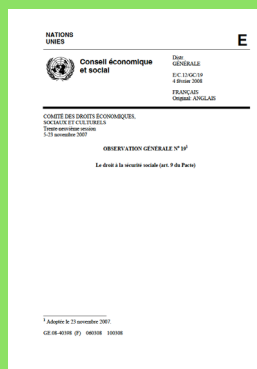 NATIONS
UNIES
E
Conseil économique
et social
Distr.
GÉNÉRALE
E/C.12/GC/19
4 février 2008
FRANÇAIS
Original: ANGLAIS
COMITÉ DES DROITS ÉCONOMIQUES,
SOCIAUX ET CULTURELS
Trente-neuvième session
5-23 novembre 2007
OBSERVATION GÉNÉRALE N° 19¹
Le droit à la sécurité sociale (art. 9 du Pacte)
¹ Adoptée le 23 novembre 2007.
GE.08-40398 (F) 060308 100308